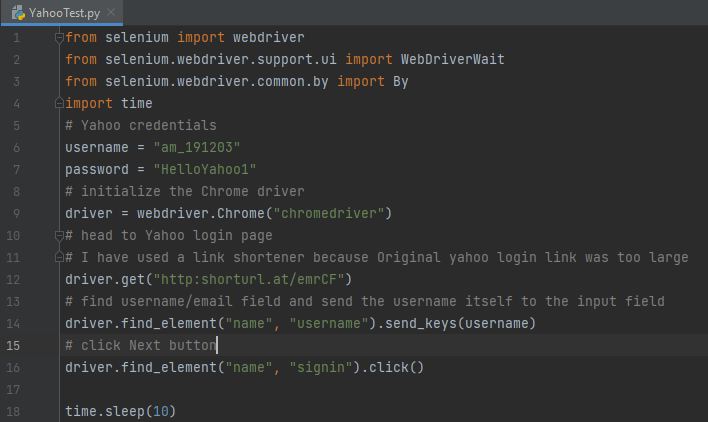 YahooTest.py
1 from selenium import webdriver
2 from selenium.webdriver.support.ui import WebDriverWait
3 from selenium.webdriver.common.by import By
4 import time
5 # Yahoo credentials
6 username = "am_191203"
7 password = "HelloYahoo1"
8 # initialize the Chrome driver
9 driver = webdriver.Chrome("chromedriver")
10 # head to Yahoo login page
11 # I have used a link shortener because Original yahoo login link was too large
12 driver.get("http:shorturl.at/emrCF")
13 # find username/email field and send the username itself to the input field
14 driver.find_element("name", "username").send_keys(username)
15 # click Next button
16 driver.find_element("name", "signin").click()
17
18 time.sleep(10)